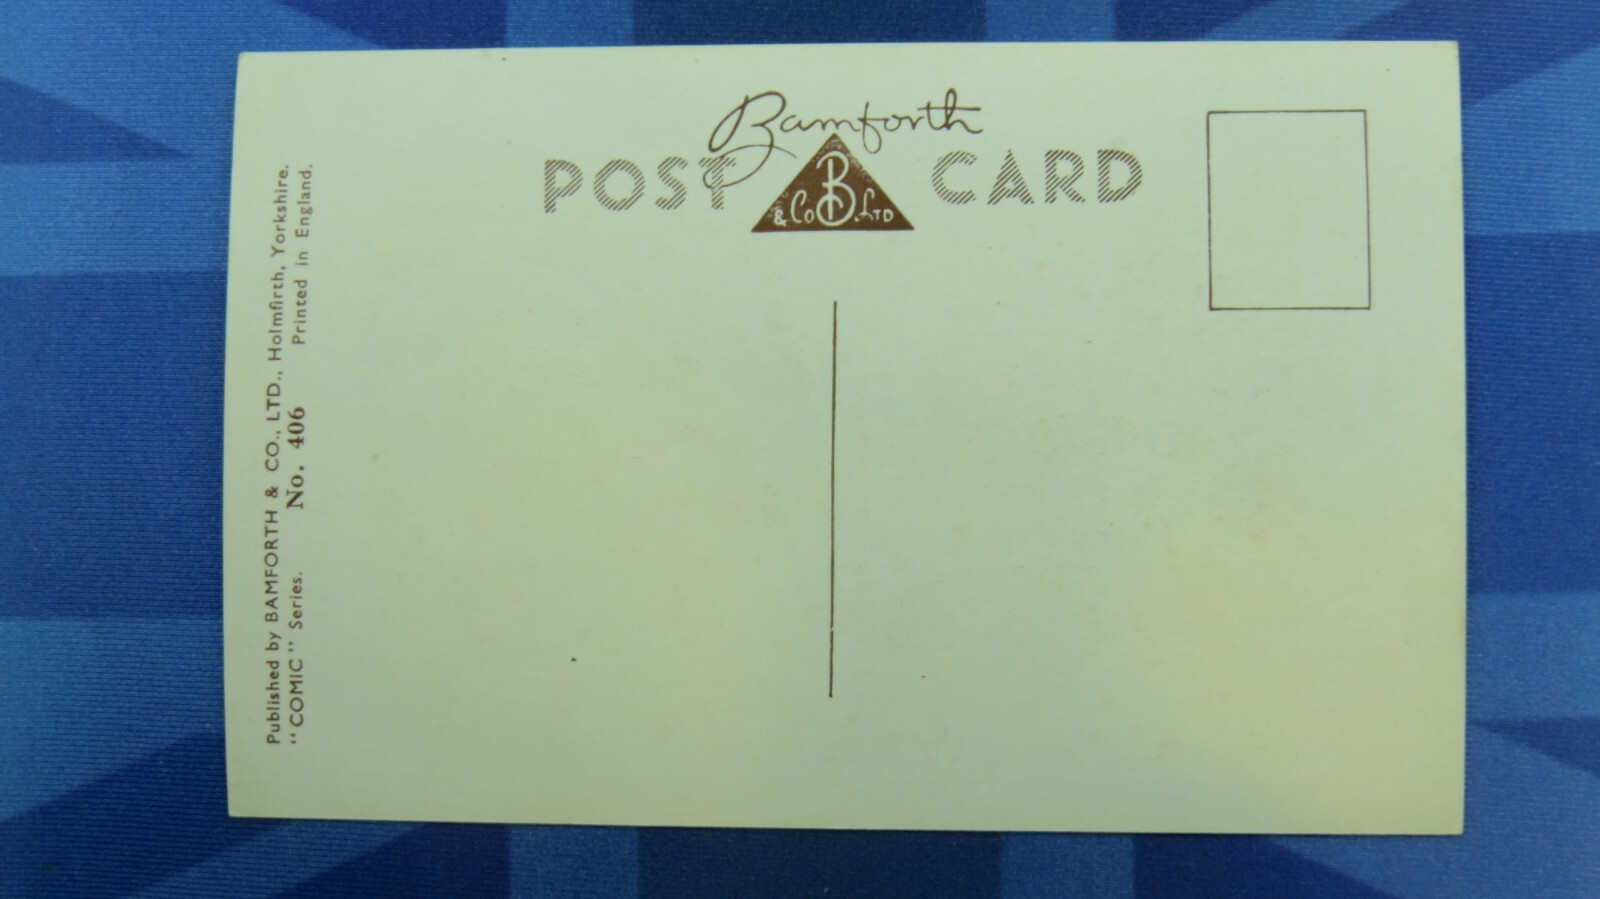 Bamforth
POST CARD
& Co B. LTD
Published by BAMFORTH & CO., LTD., Holmfirth, Yorkshire.
"COMIC" Series. No. 406 Printed in England.